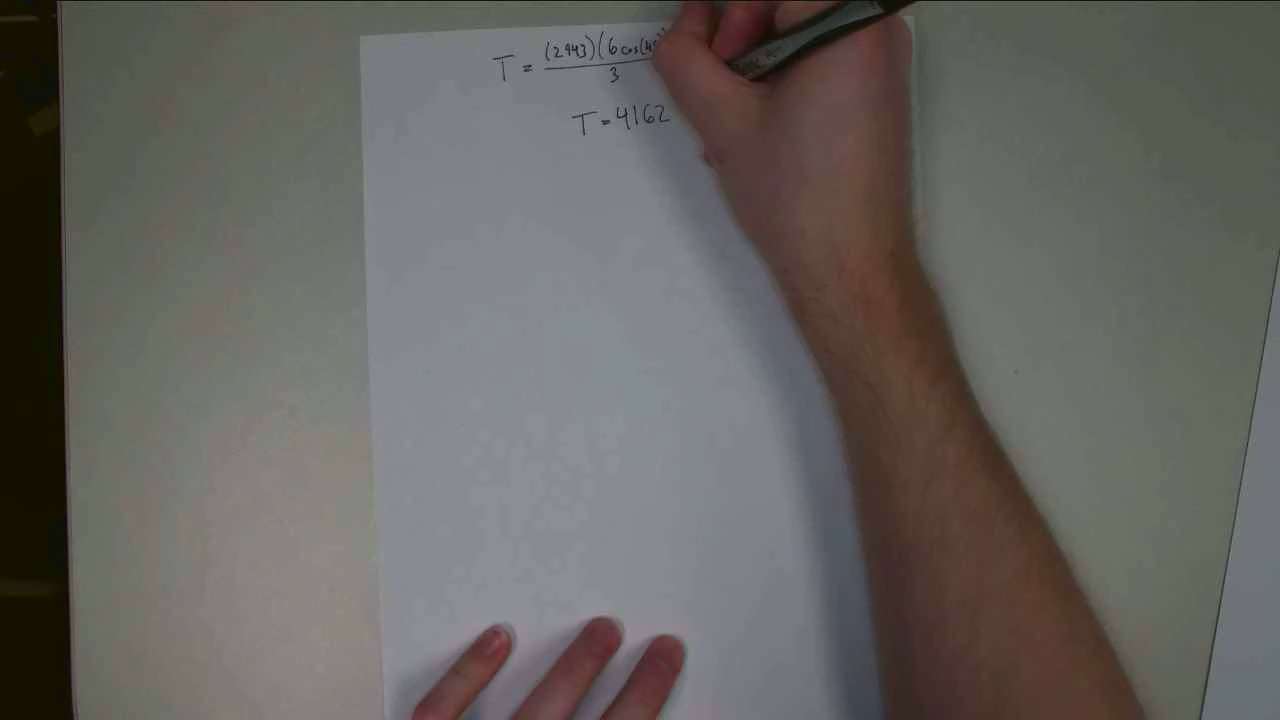 T = (2943)(6cos(45°
3
T = 4162